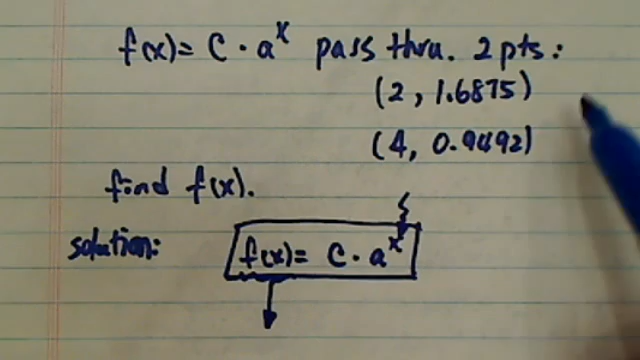 f(x) = C · a^x pass thru. 2 pts:
(2, 1.6875)
(4, 0.9492)
find f(x).
solution: f(x) = C · a^x